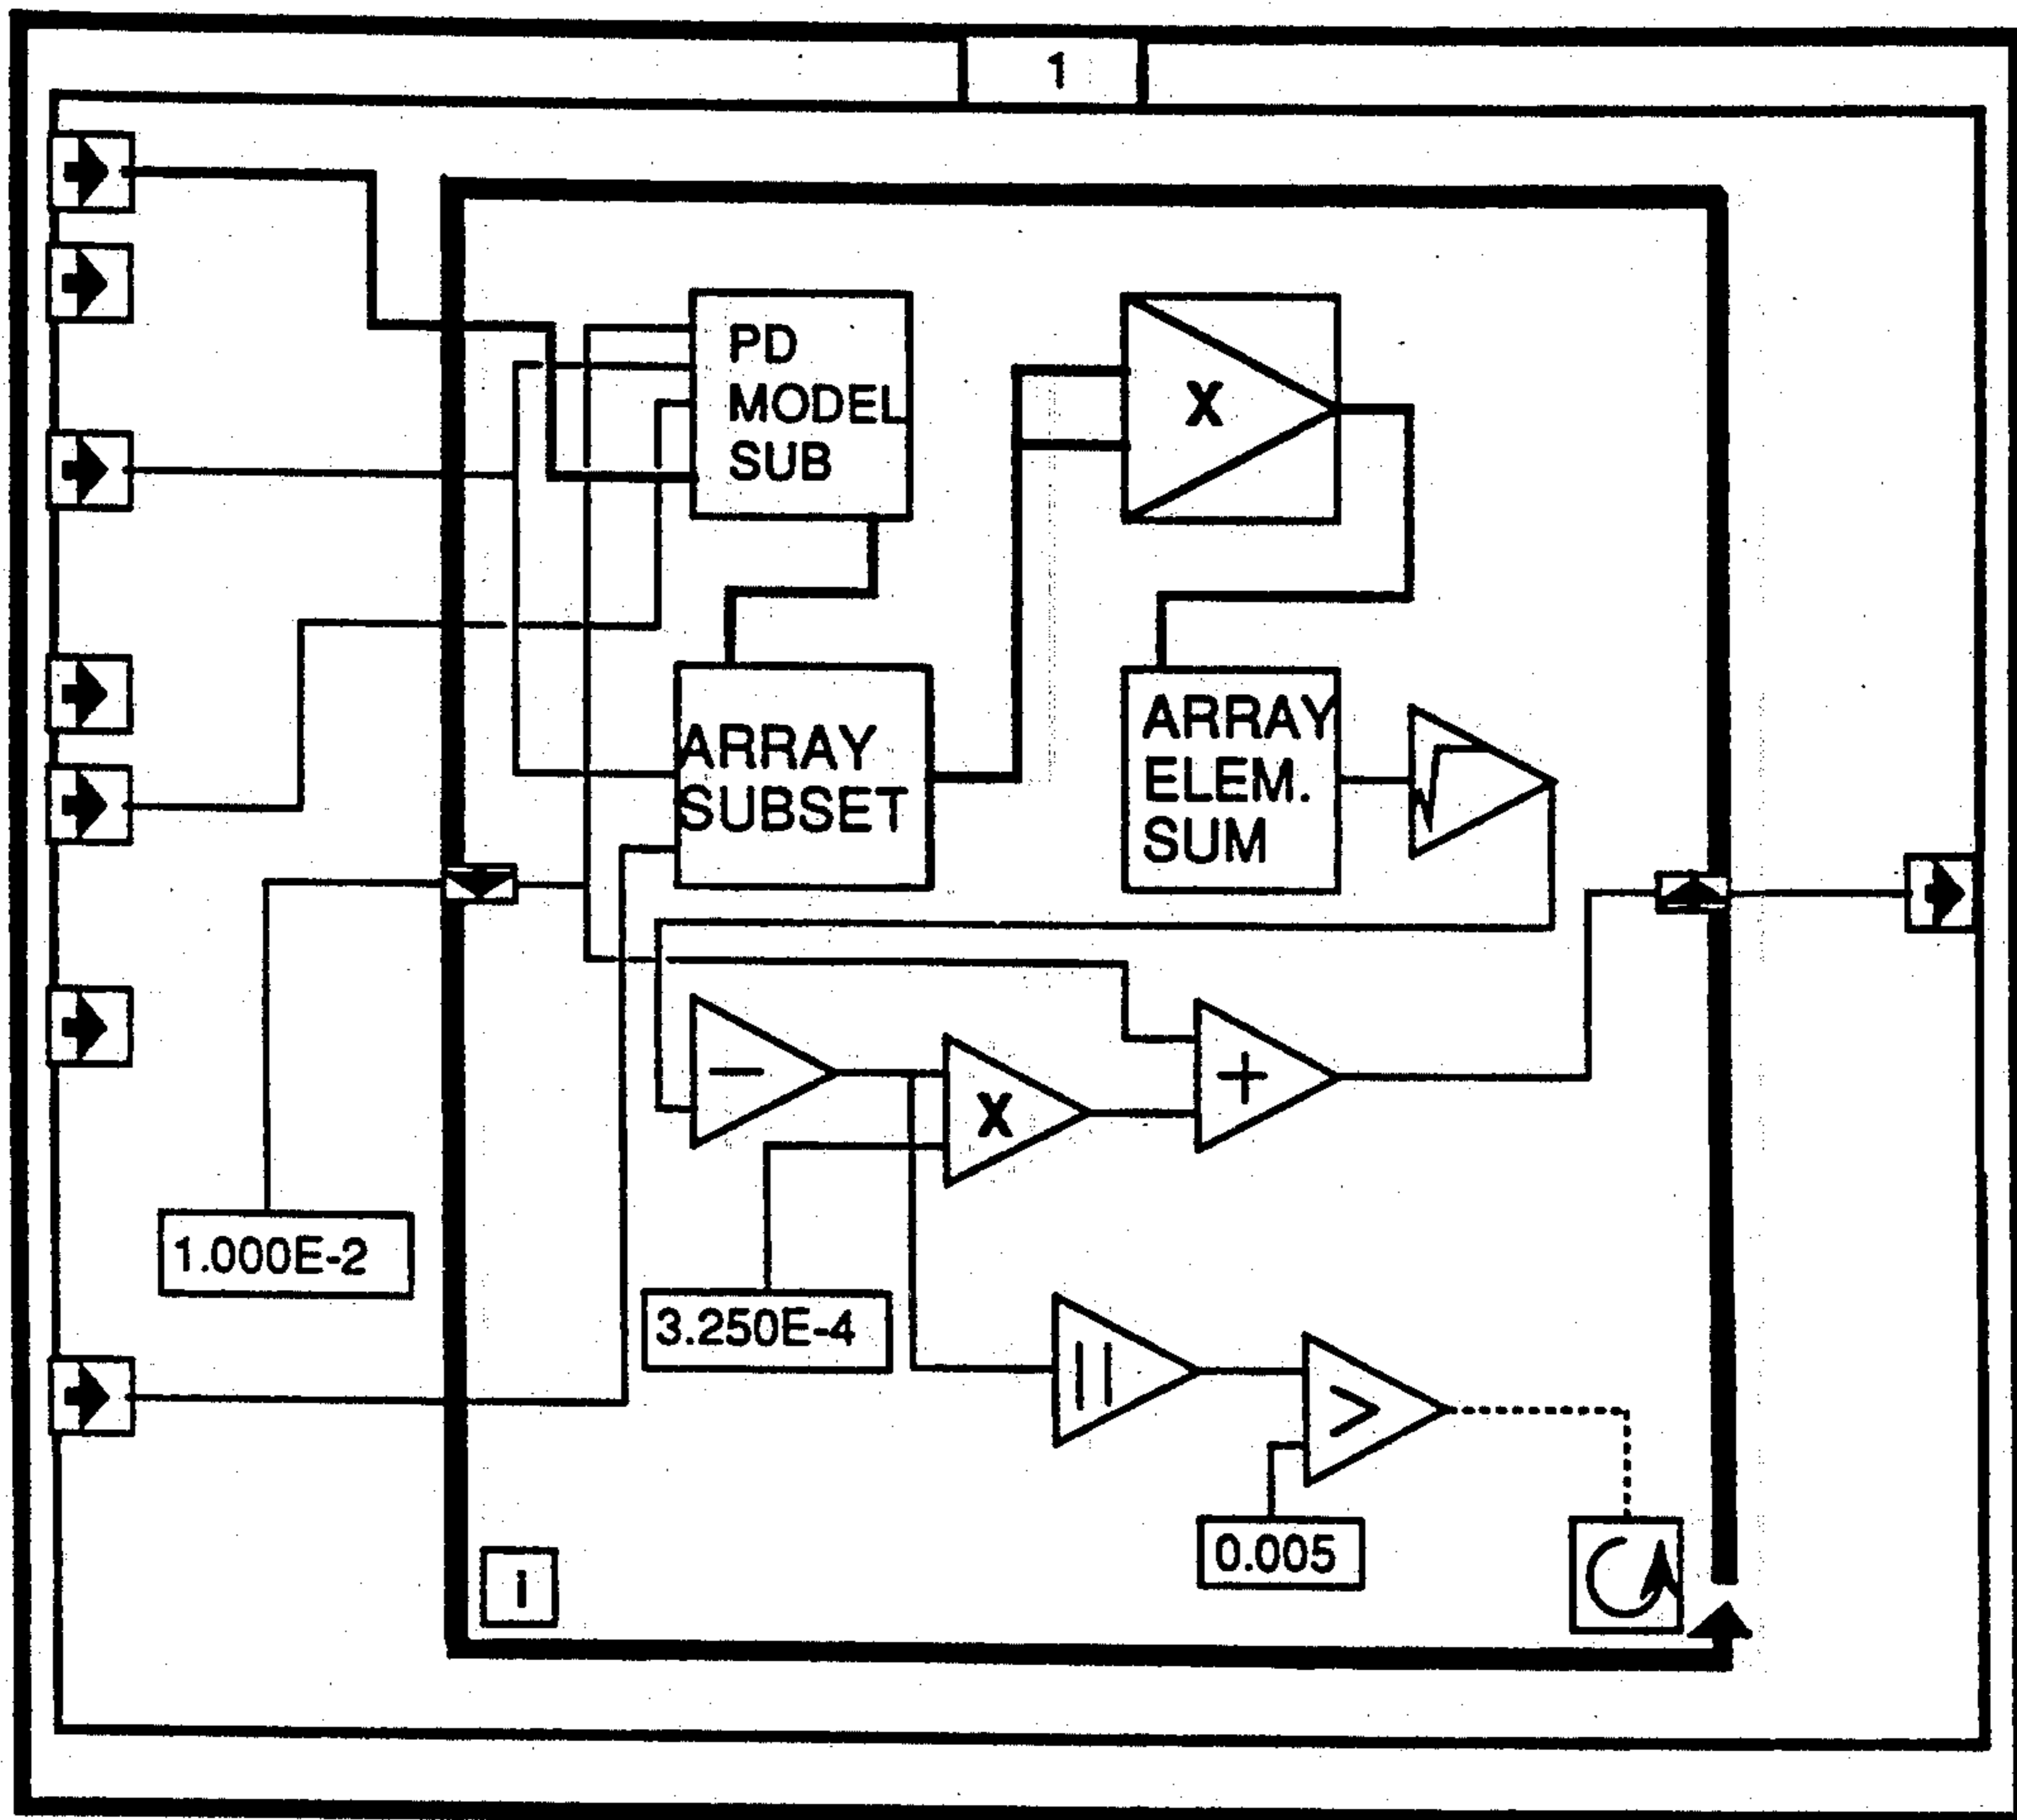 1
PD
MODEL
SUB
X
ARRAY
SUBSET
ARRAY
ELEM.
SUM
√
−
X
+
1.000E-2
3.250E-4
||
>
0.005
i